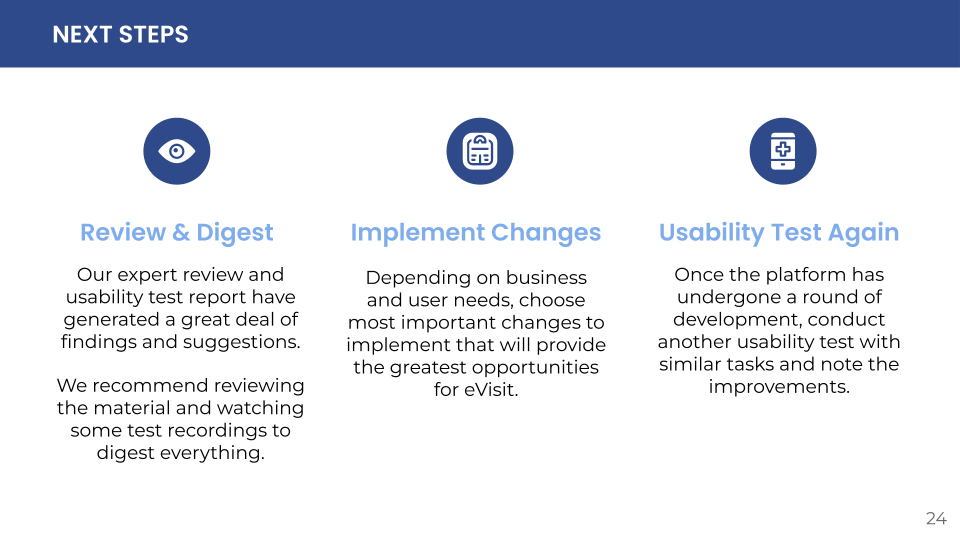 NEXT STEPS
Review & Digest
Our expert review and
usability test report have
generated a great deal of
findings and suggestions.
We recommend reviewing
the material and watching
some test recordings to
digest everything.
Implement Changes
Depending on business
and user needs, choose
most important changes to
implement that will provide
the greatest opportunities
for eVisit.
Usability Test Again
Once the platform has
undergone a round of
development, conduct
another usability test with
similar tasks and note the
improvements.
24